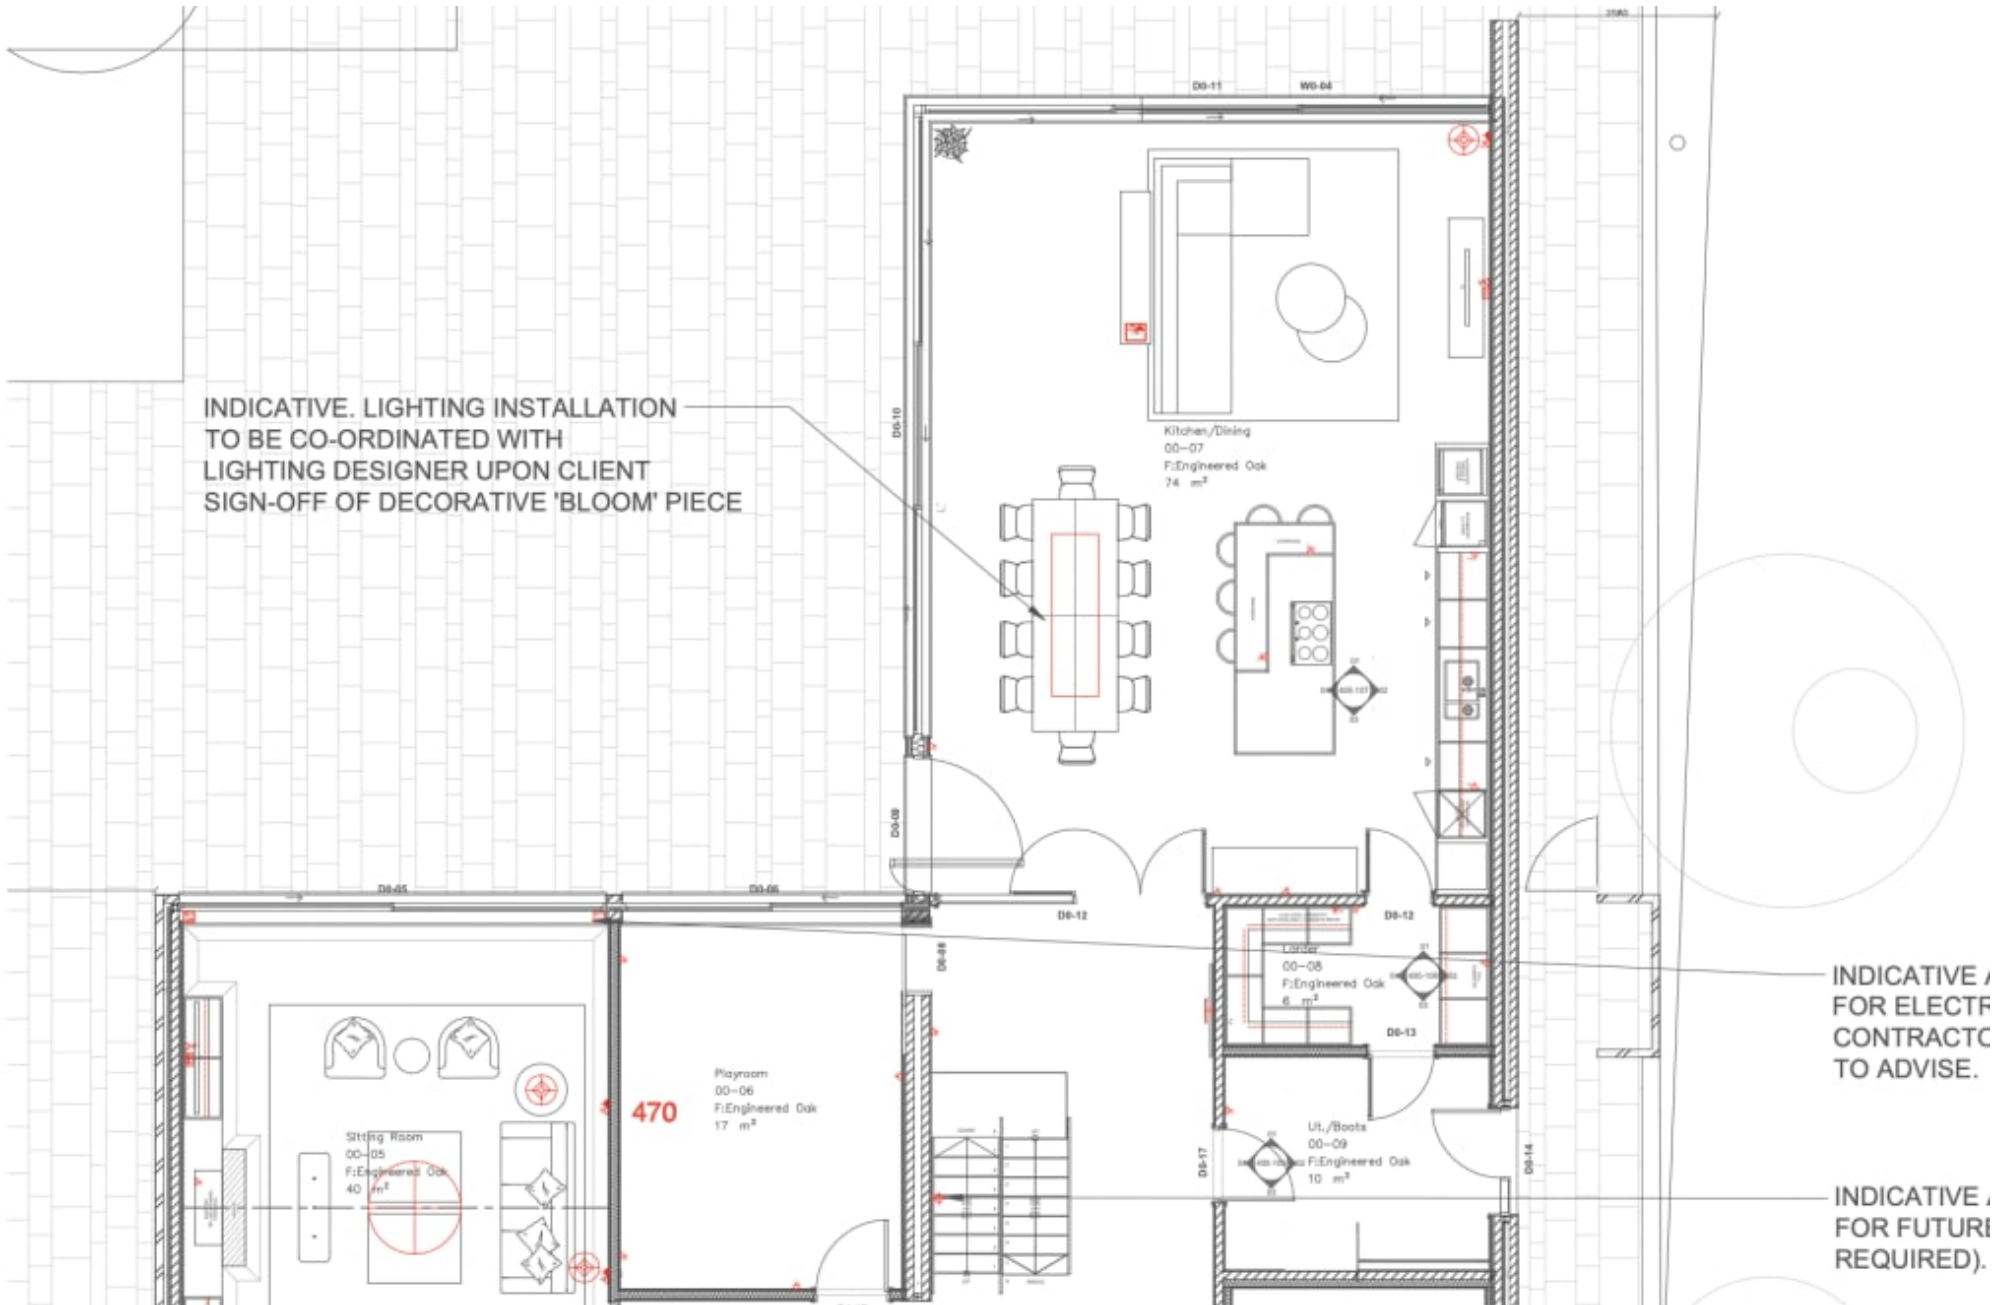 D0-11
W0-04
INDICATIVE. LIGHTING INSTALLATION
TO BE CO-ORDINATED WITH
LIGHTING DESIGNER UPON CLIENT
SIGN-OFF OF DECORATIVE 'BLOOM' PIECE
D0-10
Kitchen/Dining
00-07
F:Engineered Oak
74 m²
D0-09
D0-05
D0-06
D0-12
D0-12
D0-08
Larder
00-08
F:Engineered Oak
6 m²
D0-13
INDICATIVE
FOR ELECTR
CONTRACTO
TO ADVISE.
Playroom
00-06
F:Engineered Oak
17 m²
470
Sitting Room
00-05
F:Engineered Oak
40 m²
Ut./Boots
00-09
F:Engineered Oak
10 m²
D0-17
D0-14
INDICATIVE
FOR FUTURE
REQUIRED).